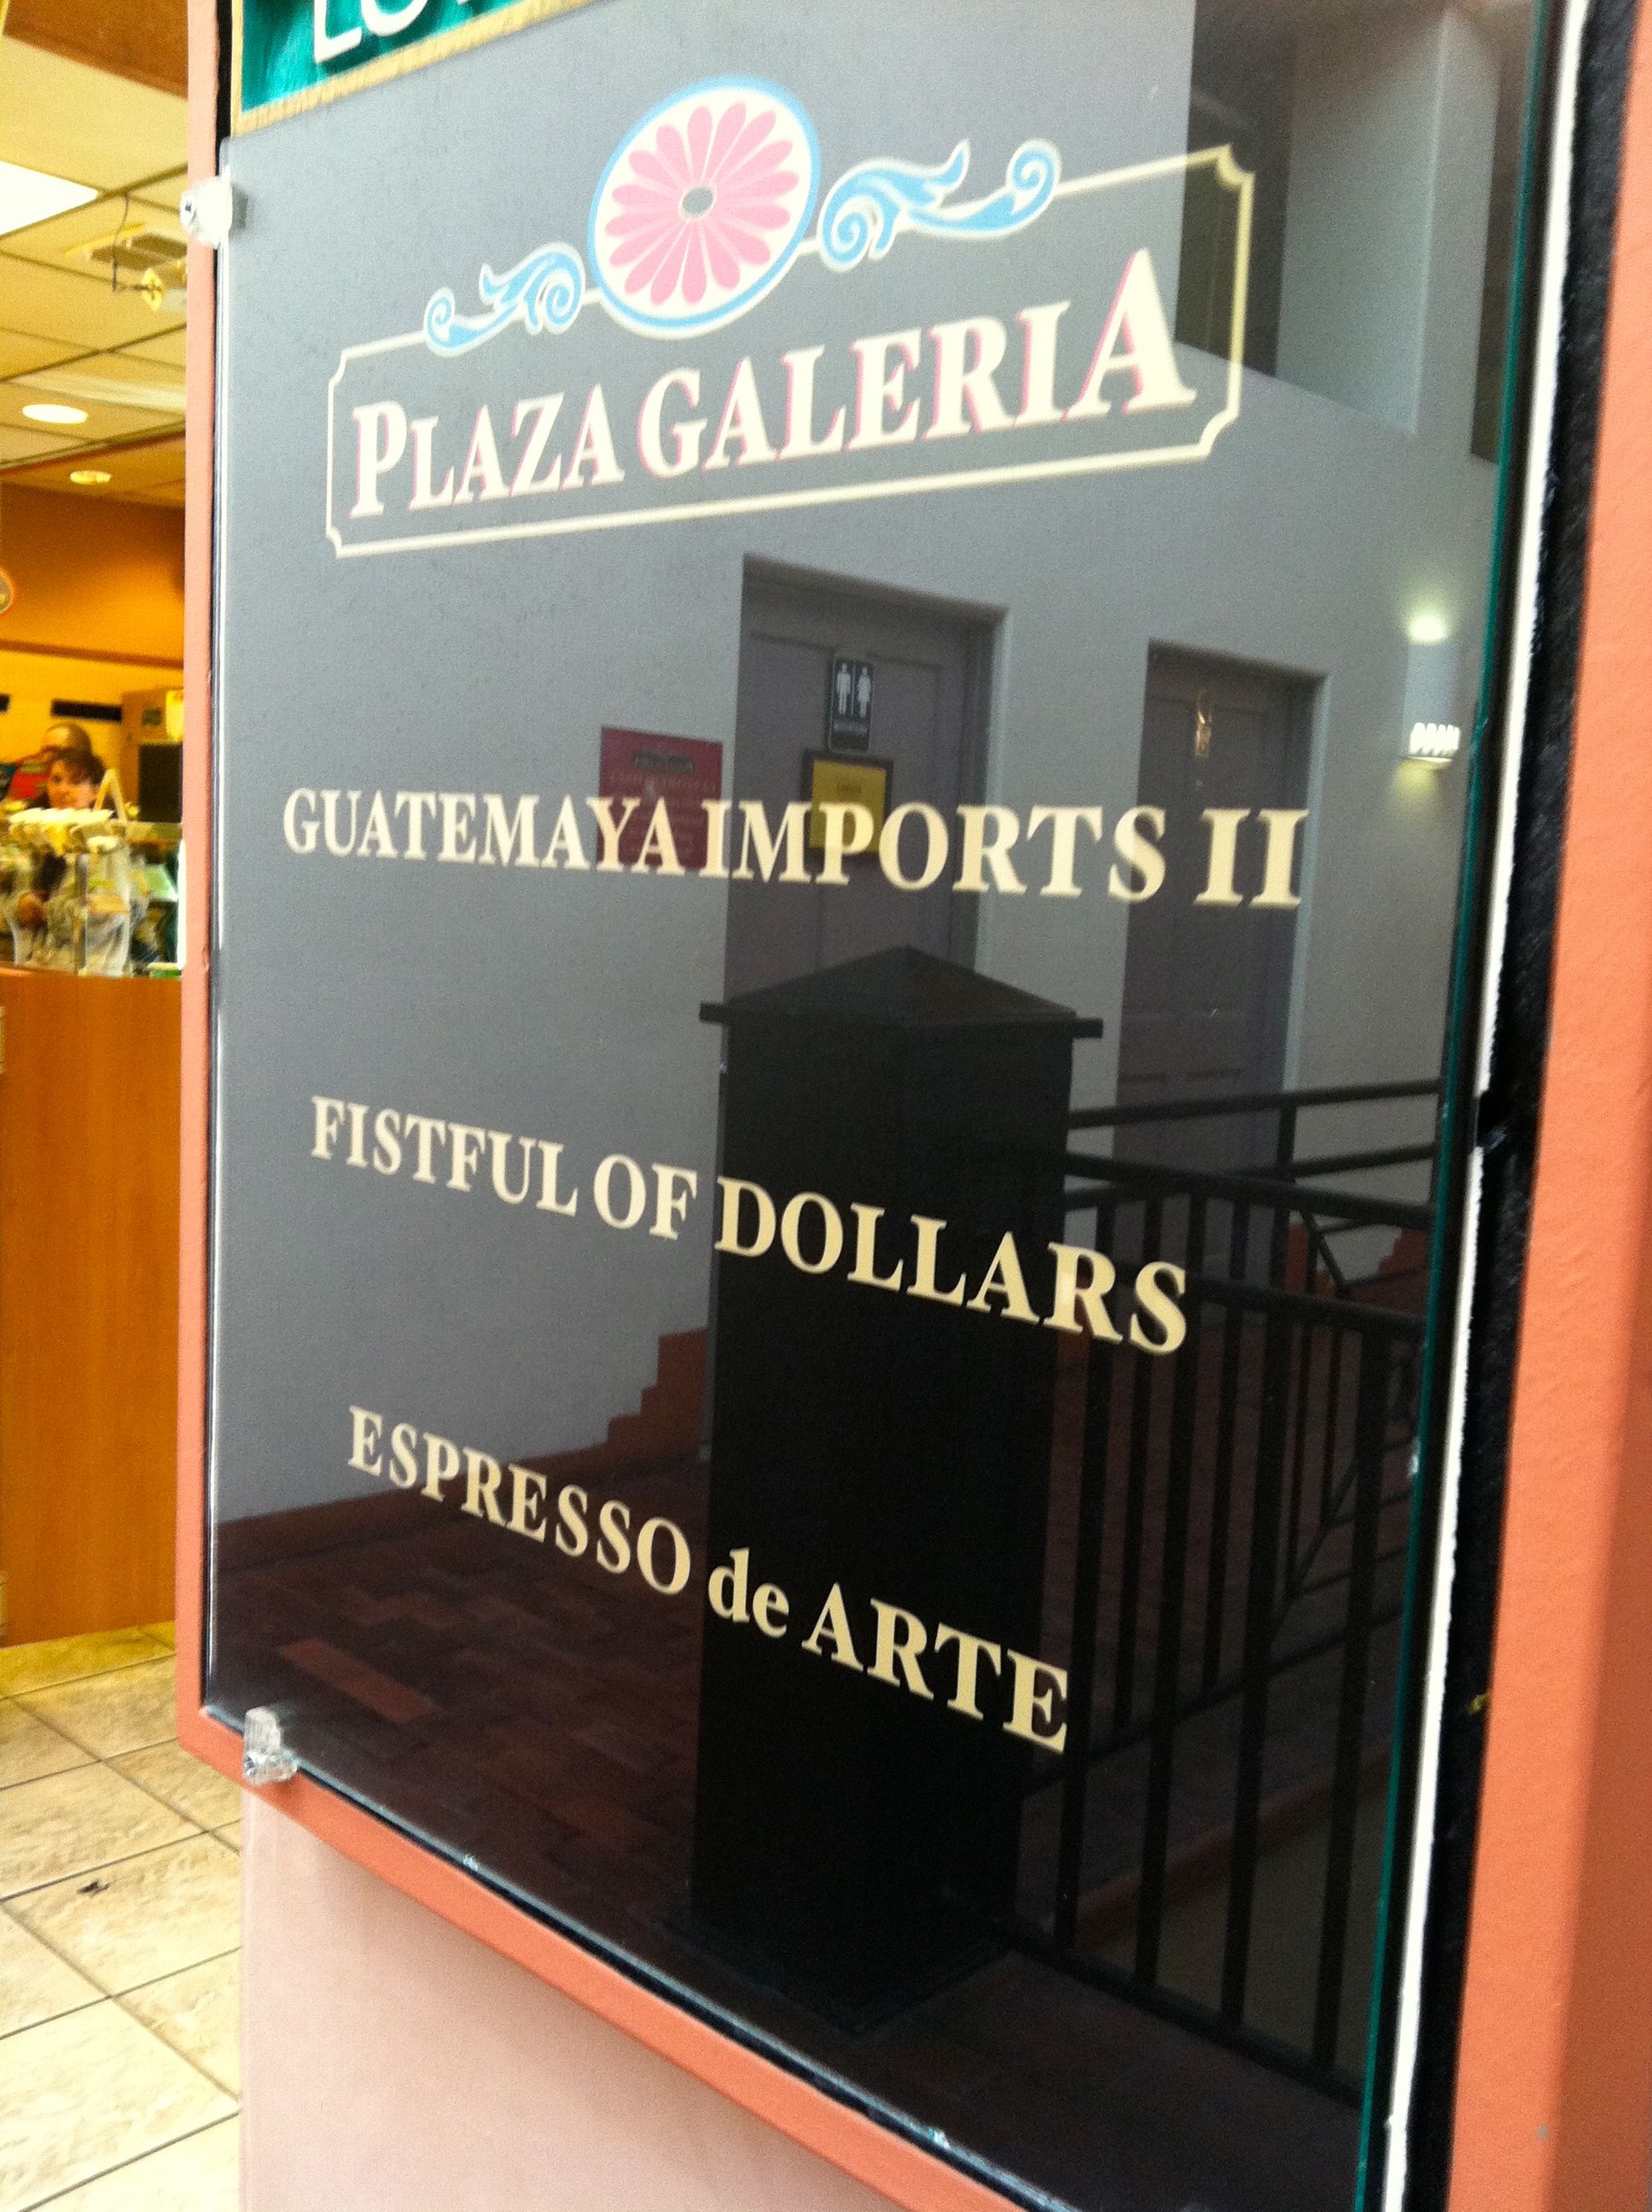 PLAZA GALERIA
GUATEMAYA IMPORTS II
FISTFUL OF DOLLARS
ESPRESSO de ARTE